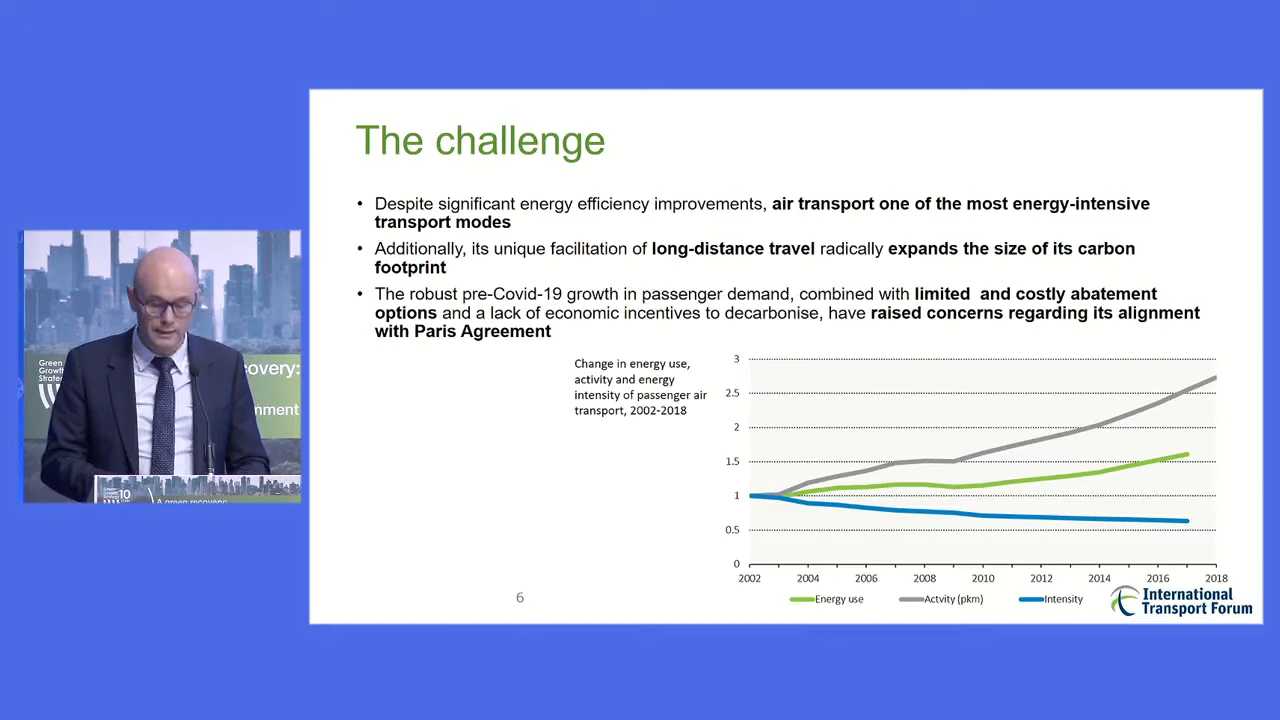 The challenge
• Despite significant energy efficiency improvements, air transport one of the most energy-intensive
transport modes
• Additionally, its unique facilitation of long-distance travel radically expands the size of its carbon
footprint
• The robust pre-Covid-19 growth in passenger demand, combined with limited and costly abatement
options and a lack of economic incentives to decarbonise, have raised concerns regarding its alignment
with Paris Agreement
Change in energy use,
activity and energy
intensity of passenger air
transport, 2002-2018
3
2.5
2
1.5
1
0.5
0
2002 2004 2006 2008 2010 2012 2014 2016 2018
Energy use Actvity (pkm) Intensity
6
International
Transport Forum
Green
Growth
overy:
nment
10
A green recovery: